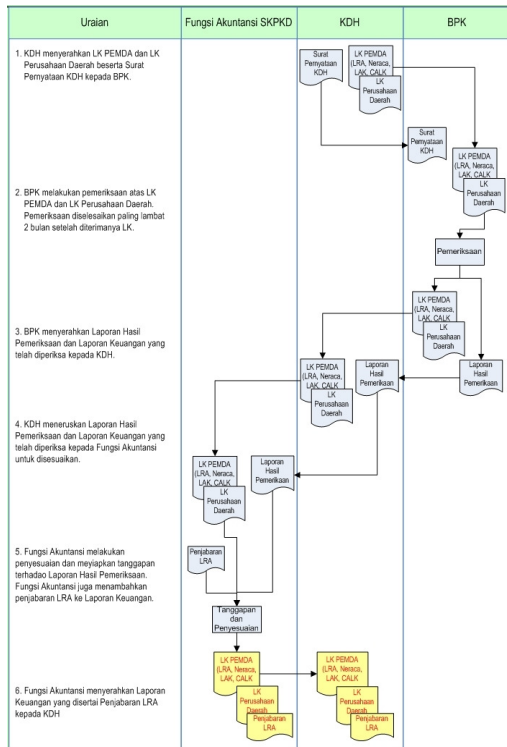 Uraian
Fungsi Akuntansi SKPKD
KDH
BPK
1. KDH menyerahkan LK PEMDA dan LK
Perusahaan Daerah beserta Surat
Pernyataan KDH kepada BPK.
Surat
Pernyataan
KDH
LK PEMDA
(LRA, Neraca,
LAK, CALK
LK
Perusahaan
Daerah
Surat
Pernyataan
KDH
LK PEMDA
(LRA, Neraca,
LAK, CALK
LK
Perusahaan
Daerah
2. BPK melakukan pemeriksaan atas LK
PEMDA dan LK Perusahaan Daerah.
Pemeriksaan diselesaikan paling lambat
2 bulan setelah diterimanya LK.
Pemeriksaan
LK PEMDA
(LRA, Neraca,
LAK, CALK
LK
Perusahaan
Daerah
3. BPK menyerahkan Laporan Hasil
Pemeriksaan dan Laporan Keuangan yang
telah diperiksa kepada KDH.
LK PEMDA
(LRA, Neraca,
LAK, CALK
LK
Perusahaan
Daerah
Laporan
Hasil
Pemerikaan
Laporan
Hasil
Pemerikaan
4. KDH meneruskan Laporan Hasil
Pemeriksaan dan Laporan Keuangan yang
telah diperiksa kepada Fungsi Akuntansi
untuk disesuaikan.
LK PEMDA
(LRA, Neraca,
LAK, CALK
LK
Perusahaan
Daerah
Laporan
Hasil
Pemerikaan
5. Fungsi Akuntansi melakukan
penyesuaian dan meyiapkan tanggapan
terhadao Laporan Hasil Pemeriksaan.
Fungsi Akuntansi juga menambahkan
penjabaran LRA ke Laporan Keuangan.
Penjabaran
LRA
Tanggapan
dan
Penyesuaian
6. Fungsi Akuntansi menyerahkan Laporan
Keuangan yang disertai Penjabaran LRA
kepada KDH
LK PEMDA
(LRA, Neraca,
LAK, CALK
LK
Perusahaan
Daerah
Penjabaran
LRA
LK PEMDA
(LRA, Neraca,
LAK, CALK
LK
Perusahaan
Daerah
Penjabaran
LRA